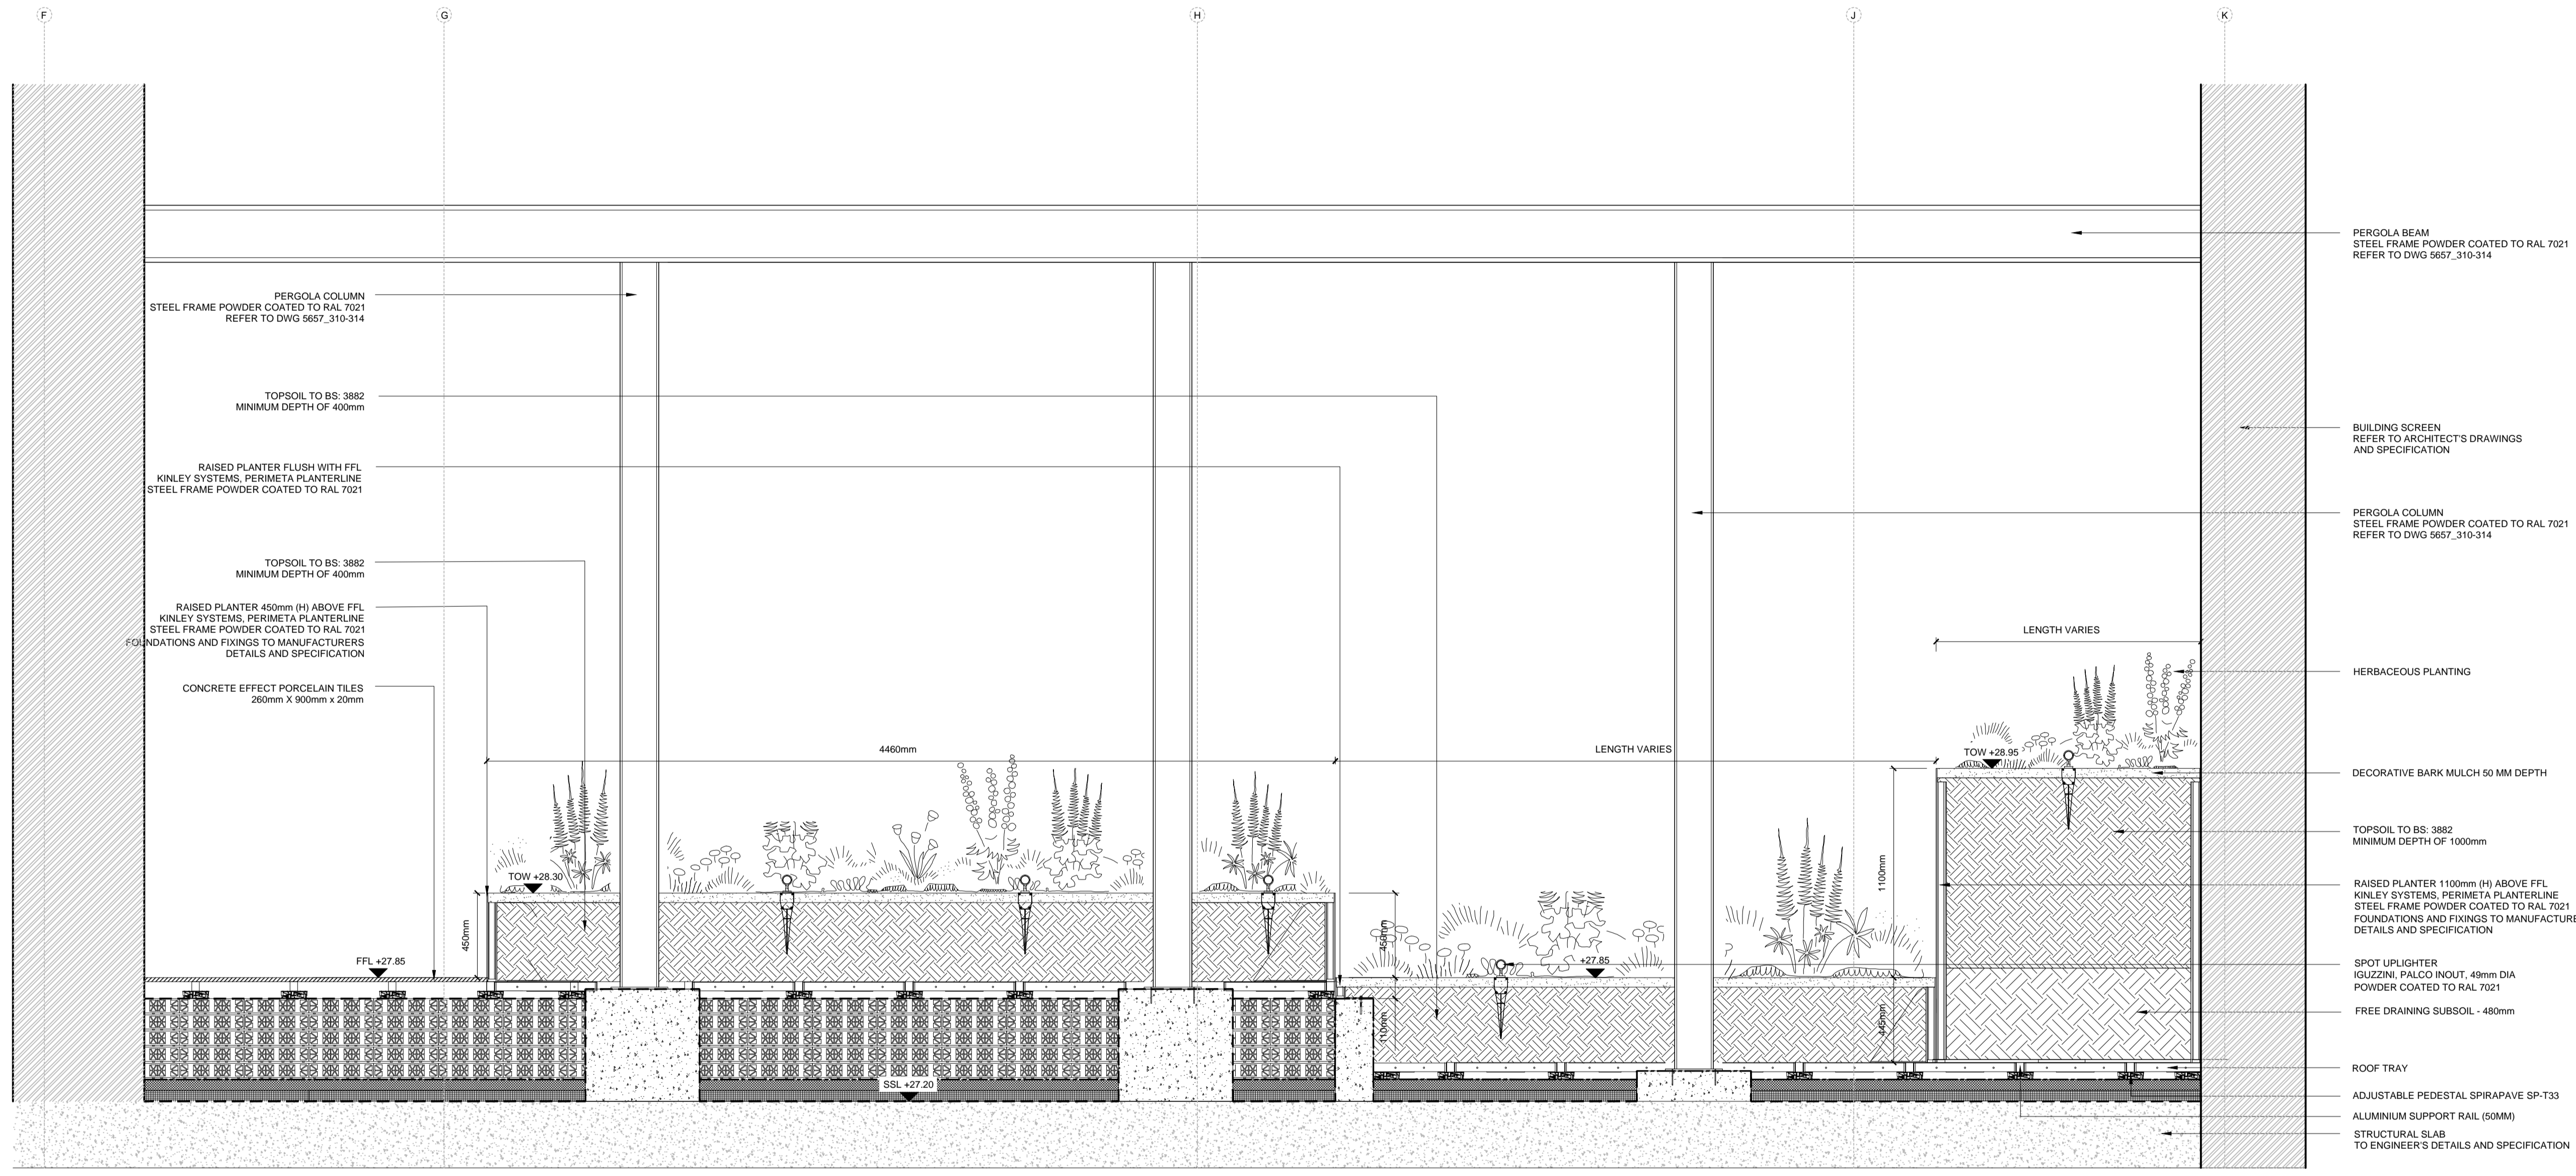 F
G
H
J
K
PERGOLA BEAM
STEEL FRAME POWDER COATED TO RAL 7021
REFER TO DWG 5657_310-314
PERGOLA COLUMN
STEEL FRAME POWDER COATED TO RAL 7021
REFER TO DWG 5657_310-314
TOPSOIL TO BS: 3882
MINIMUM DEPTH OF 400mm
RAISED PLANTER FLUSH WITH FFL
KINLEY SYSTEMS, PERIMETA PLANTERLINE
STEEL FRAME POWDER COATED TO RAL 7021
TOPSOIL TO BS: 3882
MINIMUM DEPTH OF 400mm
RAISED PLANTER 450mm (H) ABOVE FFL
KINLEY SYSTEMS, PERIMETA PLANTERLINE
STEEL FRAME POWDER COATED TO RAL 7021
FOUNDATIONS AND FIXINGS TO MANUFACTURERS
DETAILS AND SPECIFICATION
CONCRETE EFFECT PORCELAIN TILES
260mm X 900mm x 20mm
BUILDING SCREEN
REFER TO ARCHITECT'S DRAWINGS
AND SPECIFICATION
PERGOLA COLUMN
STEEL FRAME POWDER COATED TO RAL 7021
REFER TO DWG 5657_310-314
LENGTH VARIES
HERBACEOUS PLANTING
4460mm
LENGTH VARIES
TOW +28.95
DECORATIVE BARK MULCH 50 MM DEPTH
TOPSOIL TO BS: 3882
MINIMUM DEPTH OF 1000mm
TOW +28.30
1100mm
RAISED PLANTER 1100mm (H) ABOVE FFL
KINLEY SYSTEMS, PERIMETA PLANTERLINE
STEEL FRAME POWDER COATED TO RAL 7021
FOUNDATIONS AND FIXINGS TO MANUFACTURE
DETAILS AND SPECIFICATION
450mm
450mm
FFL +27.85
+27.85
SPOT UPLIGHTER
IGUZZINI, PALCO INOUT, 49mm DIA
POWDER COATED TO RAL 7021
FREE DRAINING SUBSOIL - 480mm
110mm
445mm
ROOF TRAY
SSL +27.20
ADJUSTABLE PEDESTAL SPIRAPAVE SP-T33
ALUMINIUM SUPPORT RAIL (50MM)
STRUCTURAL SLAB
TO ENGINEER'S DETAILS AND SPECIFICATION